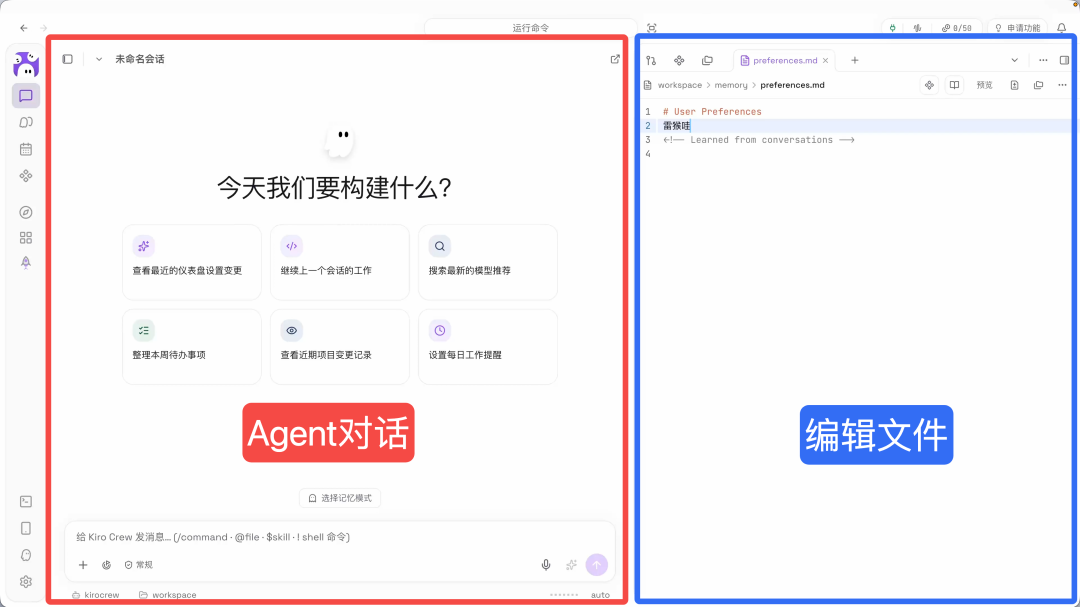 运行命令
0/50
申请功能
未命名会话
今天我们要构建什么?
查看最近的仪表盘设置变更
继续上一个会话的工作
搜索最新的模型推荐
整理本周待办事项
查看近期项目变更记录
设置每日工作提醒
Agent对话
选择记忆模式
给 Kiro Crew 发消息... (/command · @file · $skill · ! shell 命令)
常规
kirocrew
workspace
auto
preferences.md
workspace > memory > preferences.md
预览
1 # User Preferences
2 雷猴哇
3 <!-- Learned from conversations -->
4
编辑文件